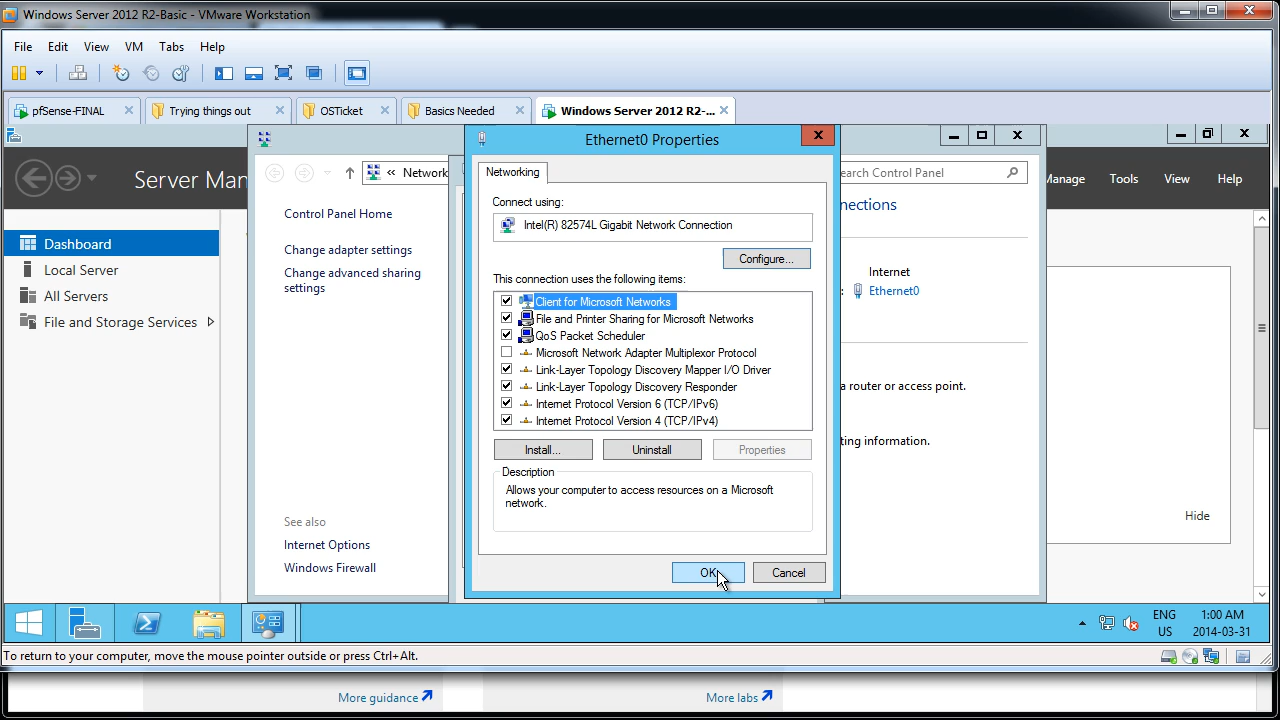 Windows Server 2012 R2-Basic - VMware Workstation
File Edit View VM Tabs Help
pfSense-FINAL
Trying things out
OSTicket
Basics Needed
Windows Server 2012 R2-...
Server Man
Manage Tools View Help
Dashboard
Local Server
All Servers
File and Storage Services
« Network
earch Control Panel
Control Panel Home
Change adapter settings
Change advanced sharing
settings
See also
Internet Options
Windows Firewall
nections
Internet
: Ethernet0
a router or access point.
ting information.
Hide
Ethernet0 Properties
Networking
Connect using:
Intel(R) 82574L Gigabit Network Connection
Configure...
This connection uses the following items:
Client for Microsoft Networks
File and Printer Sharing for Microsoft Networks
QoS Packet Scheduler
Microsoft Network Adapter Multiplexor Protocol
Link-Layer Topology Discovery Mapper I/O Driver
Link-Layer Topology Discovery Responder
Internet Protocol Version 6 (TCP/IPv6)
Internet Protocol Version 4 (TCP/IPv4)
Install... Uninstall Properties
Description
Allows your computer to access resources on a Microsoft
network.
OK Cancel
ENG
US
1:00 AM
2014-03-31
To return to your computer, move the mouse pointer outside or press Ctrl+Alt.
More guidance
More labs